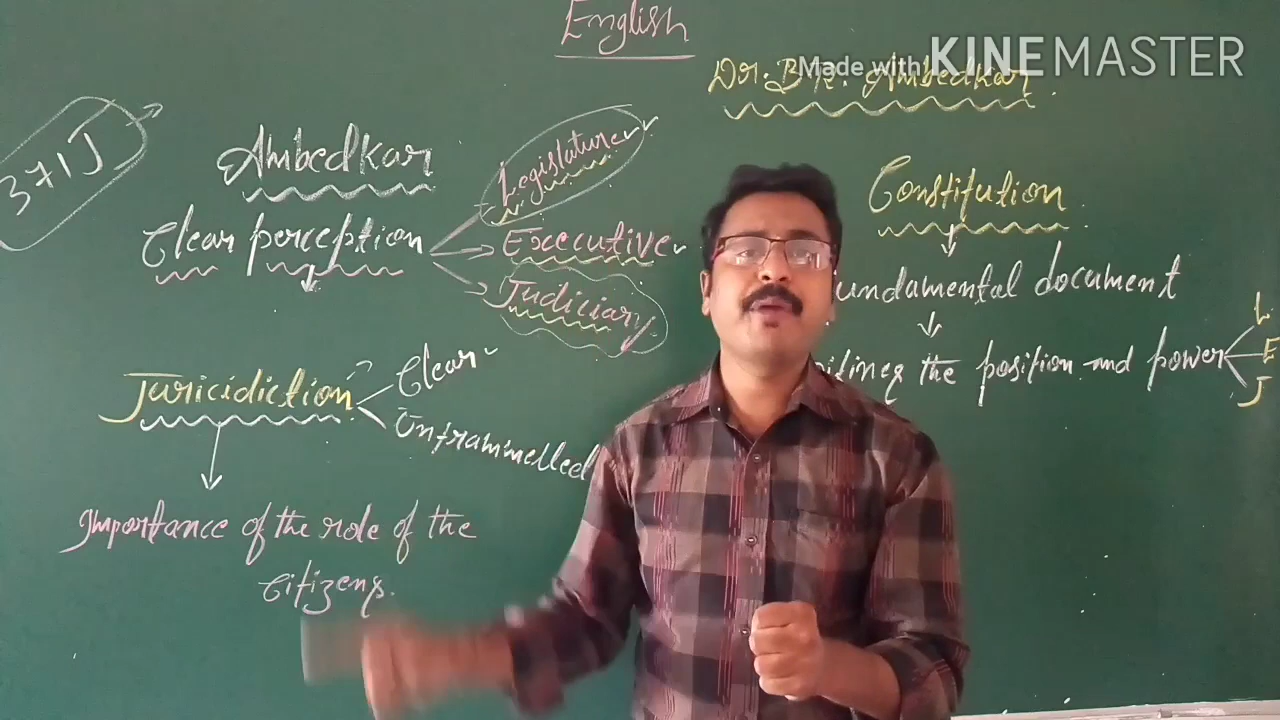 English
Made with KINEMASTER
Dr. B R. Ambedkar.
371J
Ambedkar
Clear perception
Legislature
Executive
Judiciary
Juricidiction
Clear
Untrammelled
Importance of the role of the
Citizens.
Constitution.
undamental document
the position and power
L
E
J